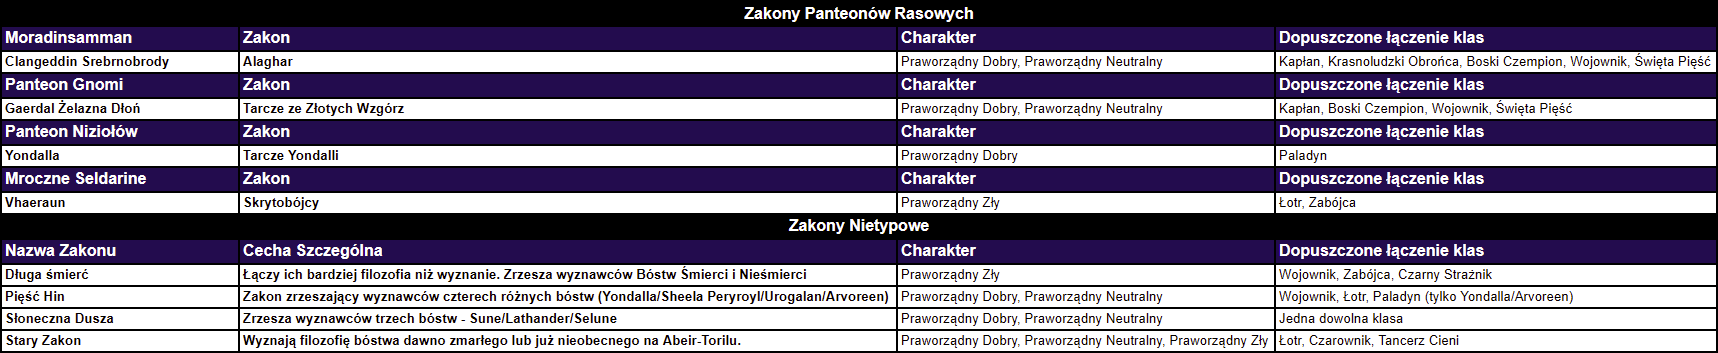 Zakony Panteonów Rasowych
Moradinsamman Zakon Charakter Dopuszczone łączenie klas
Clangeddin Srebrnobrody Alaghar Praworządny Dobry, Praworządny Neutralny Kapłan, Krasnoludzki Obrońca, Boski Czempion, Wojownik, Święta Pięść
Panteon Gnomi Zakon Charakter Dopuszczone łączenie klas
Gaerdal Żelazna Dłoń Tarcze ze Złotych Wzgórz Praworządny Dobry, Praworządny Neutralny Kapłan, Boski Czempion, Wojownik, Święta Pięść
Panteon Niziołów Zakon Charakter Dopuszczone łączenie klas
Yondalla Tarcze Yondalli Praworządny Dobry Paladyn
Mroczne Seldarine Zakon Charakter Dopuszczone łączenie klas
Vhaeraun Skrytobójcy Praworządny Zły Łotr, Zabójca
Zakony Nietypowe
Nazwa Zakonu Cecha Szczególna Charakter Dopuszczone łączenie klas
Długa śmierć Łączy ich bardziej filozofia niż wyznanie. Zrzesza wyznawców Bóstw Śmierci i Nieśmierci Praworządny Zły Wojownik, Zabójca, Czarny Strażnik
Pięść Hin Zakon zrzeszający wyznawców czterech różnych bóstw (Yondalla/Sheela Peryroyl/Urogalan/Arvoreen) Praworządny Dobry, Praworządny Neutralny Wojownik, Łotr, Paladyn (tylko Yondalla/Arvoreen)
Słoneczna Dusza Zrzesza wyznawców trzech bóstw - Sune/Lathander/Selune Praworządny Dobry, Praworządny Neutralny Jedna dowolna klasa
Stary Zakon Wyznają filozofię bóstwa dawno zmarłego lub już nieobecnego na Abeir-Torilu. Praworządny Dobry, Praworządny Neutralny, Praworządny Zły Łotr, Czarownik, Tancerz Cieni